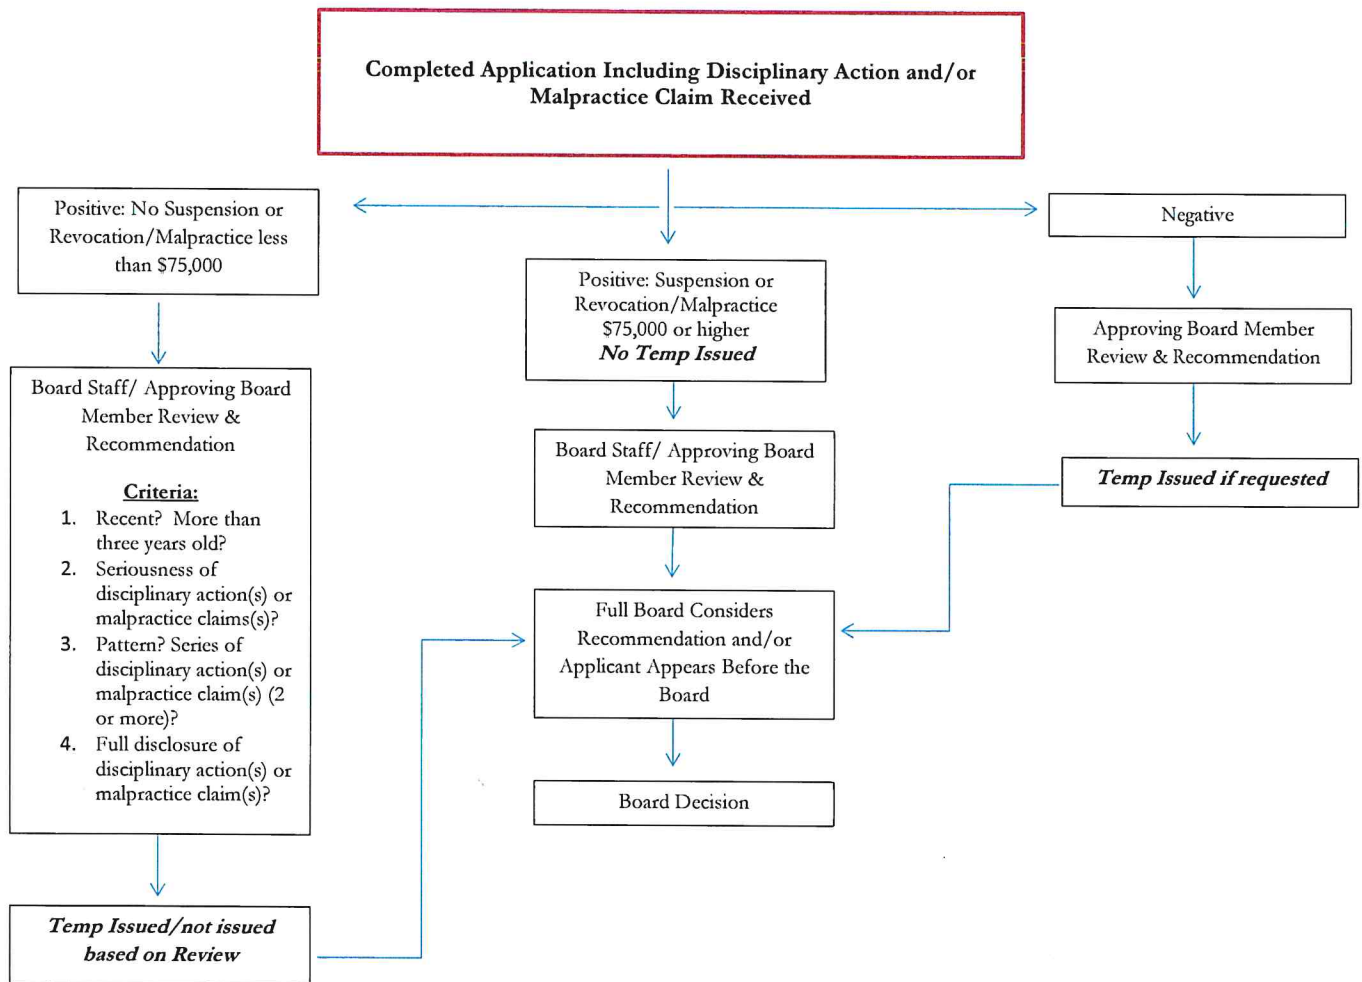 Completed Application Including Disciplinary Action and/or
Malpractice Claim Received
Positive: No Suspension or
Revocation/Malpractice less
than $75,000
Board Staff/ Approving Board
Member Review &
Recommendation
Criteria:
1. Recent? More than
three years old?
2. Seriousness of
disciplinary action(s) or
malpractice claims(s)?
3. Pattern? Series of
disciplinary action(s) or
malpractice claim(s) (2
or more)?
4. Full disclosure of
disciplinary action(s) or
malpractice claim(s)?
Temp Issued/not issued
based on Review
Positive: Suspension or
Revocation/Malpractice
$75,000 or higher
No Temp Issued
Board Staff/ Approving Board
Member Review &
Recommendation
Full Board Considers
Recommendation and/or
Applicant Appears Before the
Board
Board Decision
Negative
Approving Board Member
Review & Recommendation
Temp Issued if requested